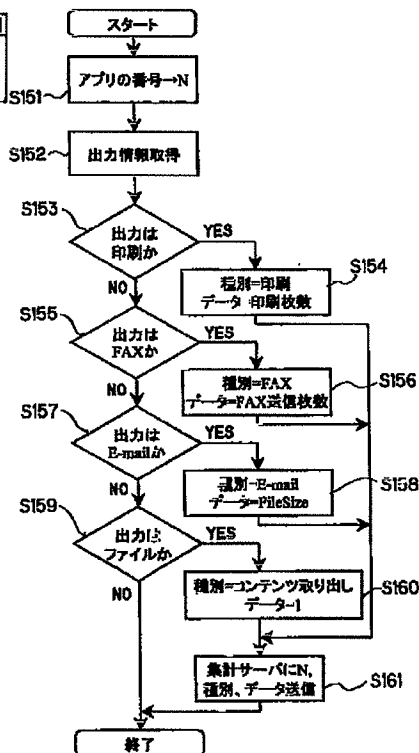 スタート
S151
アプリの番号→N
S152
出力情報取得
S153
出力は
印刷か
YES
NO
S154
種別=印刷
データ=印刷枚数
S155
出力は
FAXか
YES
NO
種別=FAX
データ=FAX送信枚数
S156
S157
出力は
E-mailか
YES
NO
種別=E-mail
データ=FileSize
S158
S159
出力は
ファイルか
YES
NO
種別=コンテンツ取り出し
データ=1
S160
集計サーバにN,
種別、データ送信
S161
終了